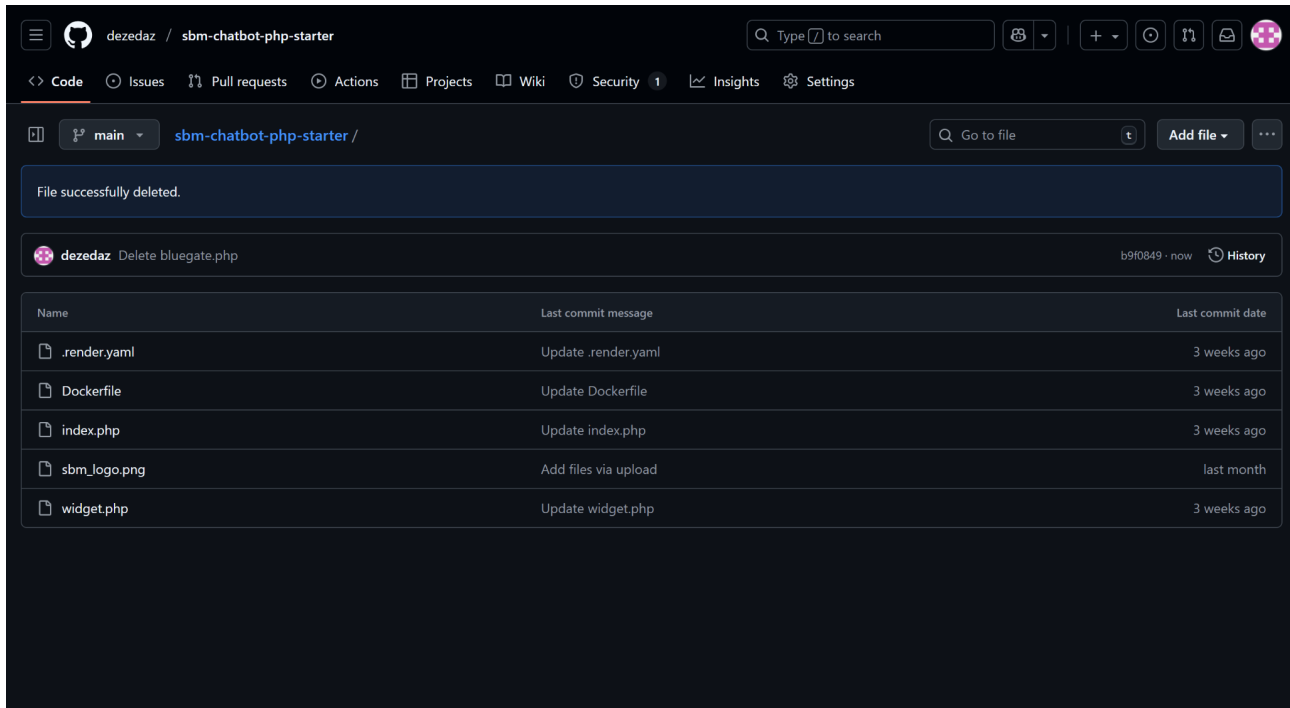 dezedaz / sbm-chatbot-php-starter
Type / to search
Code Issues Pull requests Actions Projects Wiki Security 1 Insights Settings
main sbm-chatbot-php-starter /
Go to file t Add file
File successfully deleted.
dezedaz Delete bluegate.php b9f0849 · now History
Name Last commit message Last commit date
.render.yaml Update .render.yaml 3 weeks ago
Dockerfile Update Dockerfile 3 weeks ago
index.php Update index.php 3 weeks ago
sbm_logo.png Add files via upload last month
widget.php Update widget.php 3 weeks ago